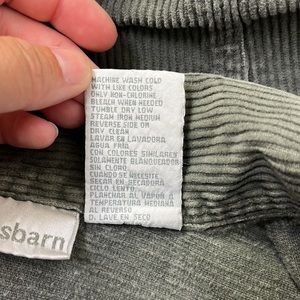 MACHINE WASH COLD
WITH LIKE COLORS
ONLY NON-CHLORINE
BLEACH WHEN NEEDED
TUMBLE DRY LOW
STEAM IRON MEDIUM
REVERSE SIDE OR
DRY CLEAN
LAVAR EN LAVADORA
AGUA FRIA
CON COLORES SIMILARES
SOLAMENTE BLANQUEADOR
SIN CLORO
CUANDO SE NECESITE
SECAR EN SECADORA
CICLO LENTO
PLANCHAR AL VAPOR A
TEMPERATURA MEDIANA
AL REVERSO
O. LAVE EN SECO
sbarn